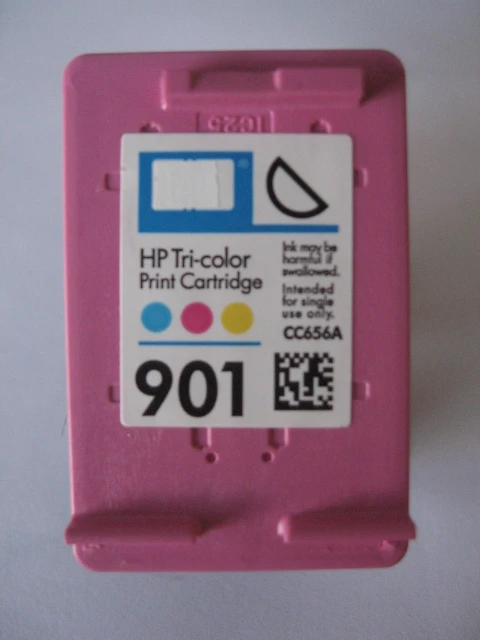 HP Tri-color
Print Cartridge
901
Ink may be
harmful if
swallowed.
Intended
for single
use only.
CC656A